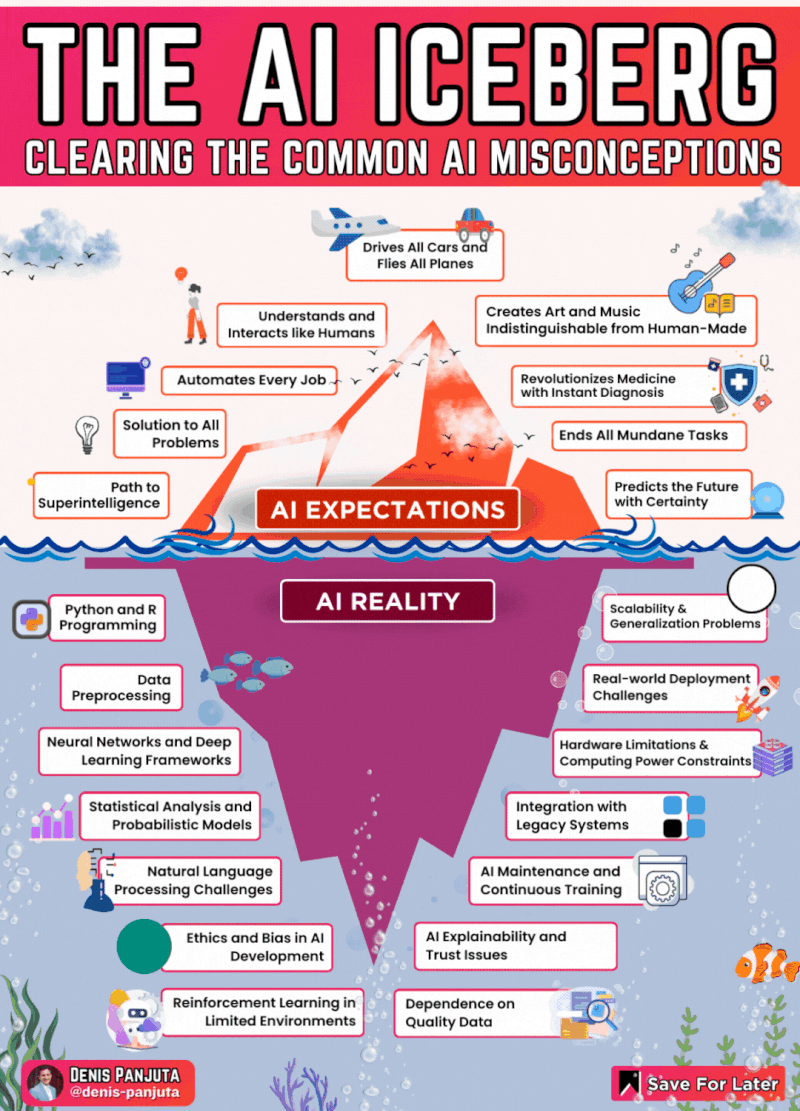 THE AI ICEBERG
CLEARING THE COMMON AI MISCONCEPTIONS
Drives All Cars and
Flies All Planes
Understands and
Interacts like Humans
Creates Art and Music
Indistinguishable from Human-Made
Automates Every Job
Revolutionizes Medicine
with Instant Diagnosis
Solution to All
Problems
Ends All Mundane Tasks
Path to
Superintelligence
Predicts the Future
with Certainty
AI EXPECTATIONS
AI REALITY
Python and R
Programming
Scalability &
Generalization Problems
Data
Preprocessing
Real-world Deployment
Challenges
Neural Networks and Deep
Learning Frameworks
Hardware Limitations &
Computing Power Constraints
Statistical Analysis and
Probabilistic Models
Integration with
Legacy Systems
Natural Language
Processing Challenges
AI Maintenance and
Continuous Training
Ethics and Bias in AI
Development
AI Explainability and
Trust Issues
Reinforcement Learning in
Limited Environments
Dependence on
Quality Data
DENIS PANJUTA
@denis-panjuta
Save For Later